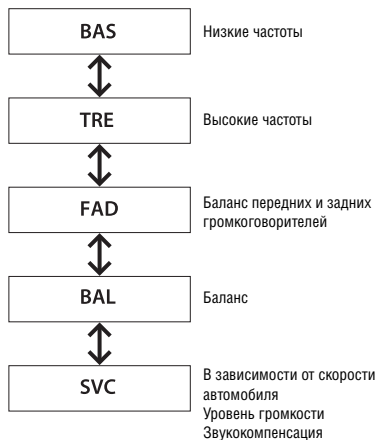 BAS
Низкие частоты
TRE
Высокие частоты
FAD
Баланс передних и задних
громкоговорителей
BAL
Баланс
SVC
В зависимости от скорости
автомобиля
Уровень громкости
Звукокомпенсация